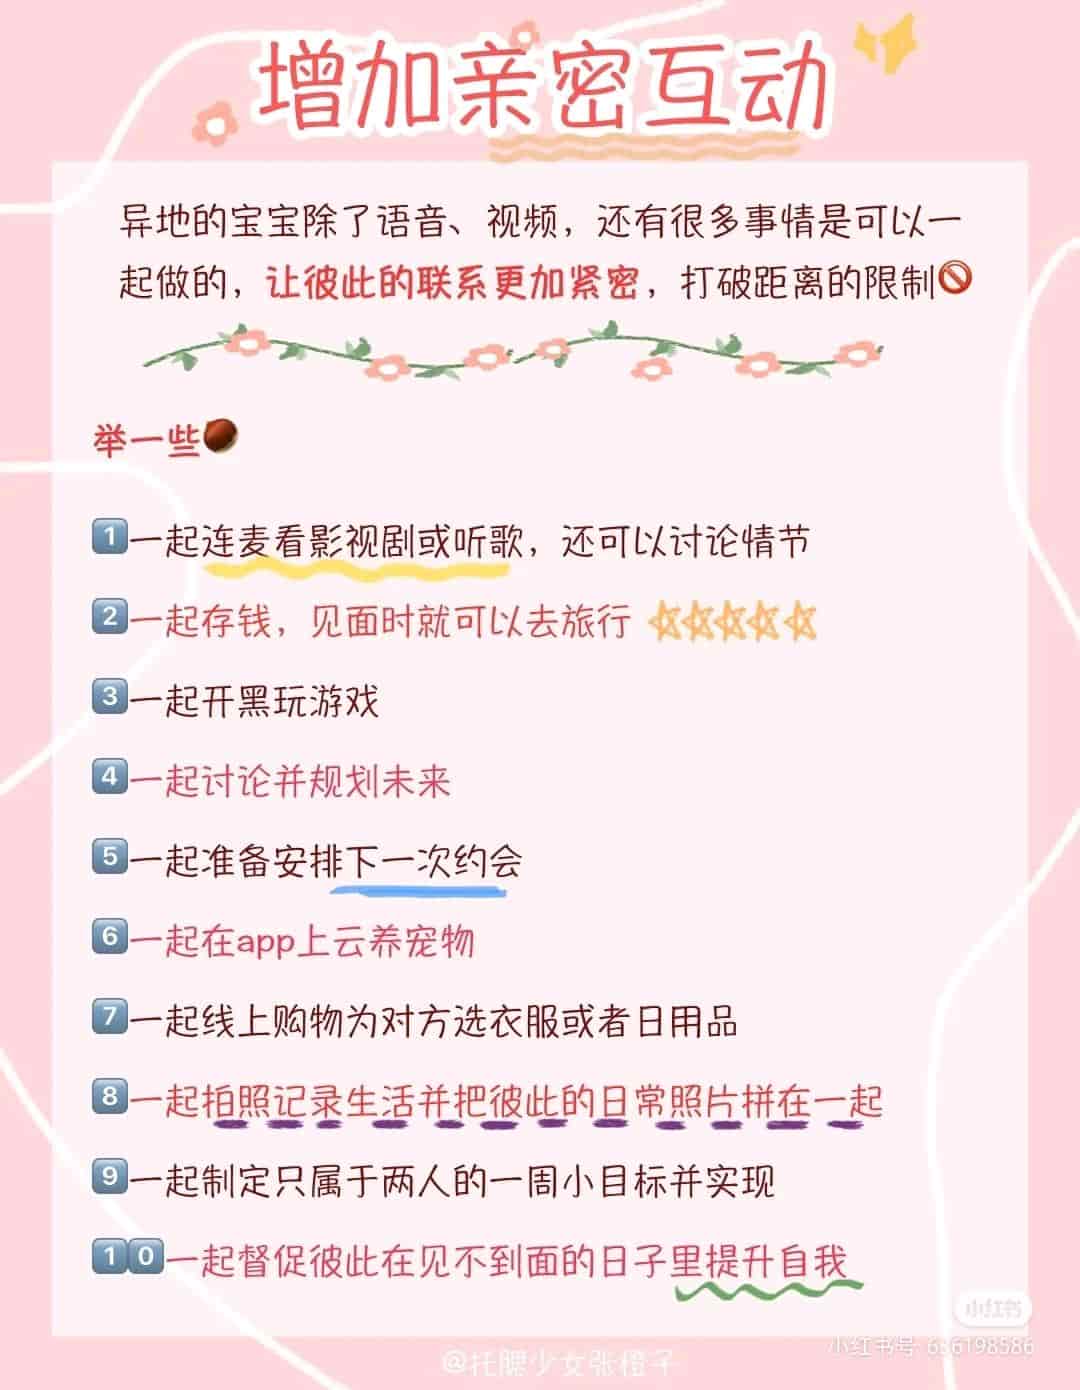 增加亲密互动
异地的宝宝除了语音、视频，还有很多事情是可以一
起做的，让彼此的联系更加紧密，打破距离的限制🚫
举一些🌰
1️⃣一起连麦看影视剧或听歌，还可以讨论情节
2️⃣一起存钱，见面时就可以去旅行
3️⃣一起开黑玩游戏
4️⃣一起讨论并规划未来
5️⃣一起准备安排下一次约会
6️⃣一起在app上云养宠物
7️⃣一起线上购物为对方选衣服或者日用品
8️⃣一起拍照记录生活并把彼此的日常照片拼在一起
9️⃣一起制定只属于两人的一周小目标并实现
1️⃣0️⃣一起督促彼此在见不到面的日子里提升自我
小红书
小红书号: 636198586
@托腮少女张橙子